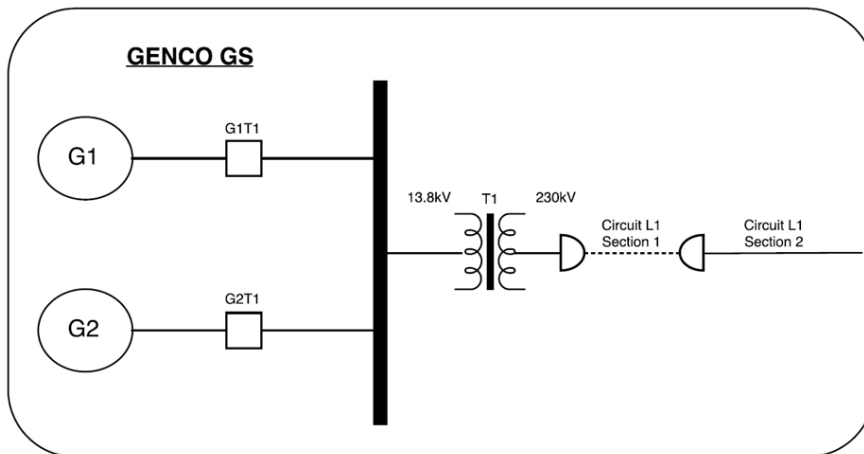 GENCO GS
G1T1
G1
13.8kV
T1
230kV
Circuit L1
Section 1
Circuit L1
Section 2
G2T1
G2